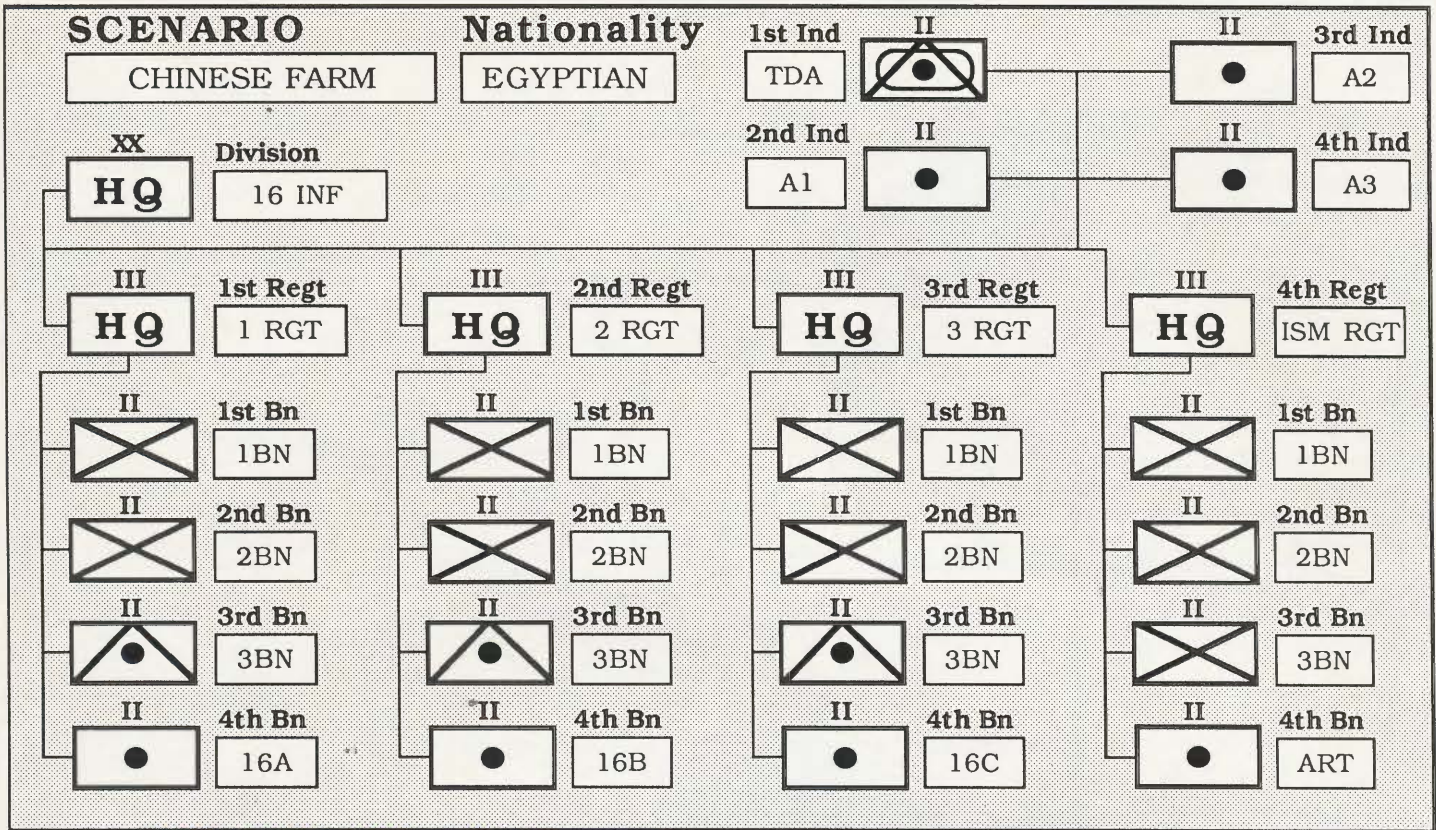 SCENARIO Nationality
CHINESE FARM EGYPTIAN
1st Ind II II 3rd Ind
TDA A2
2nd Ind II II 4th Ind
A1 A3
XX Division
HQ 16 INF
III 1st Regt III 2nd Regt III 3rd Regt III 4th Regt
HQ 1 RGT HQ 2 RGT HQ 3 RGT HQ ISM RGT
II 1st Bn II 1st Bn II 1st Bn II 1st Bn
1BN 1BN 1BN 1BN
II 2nd Bn II 2nd Bn II 2nd Bn II 2nd Bn
2BN 2BN 2BN 2BN
II 3rd Bn II 3rd Bn II 3rd Bn II 3rd Bn
3BN 3BN 3BN 3BN
II 4th Bn II 4th Bn II 4th Bn II 4th Bn
16A 16B 16C ART